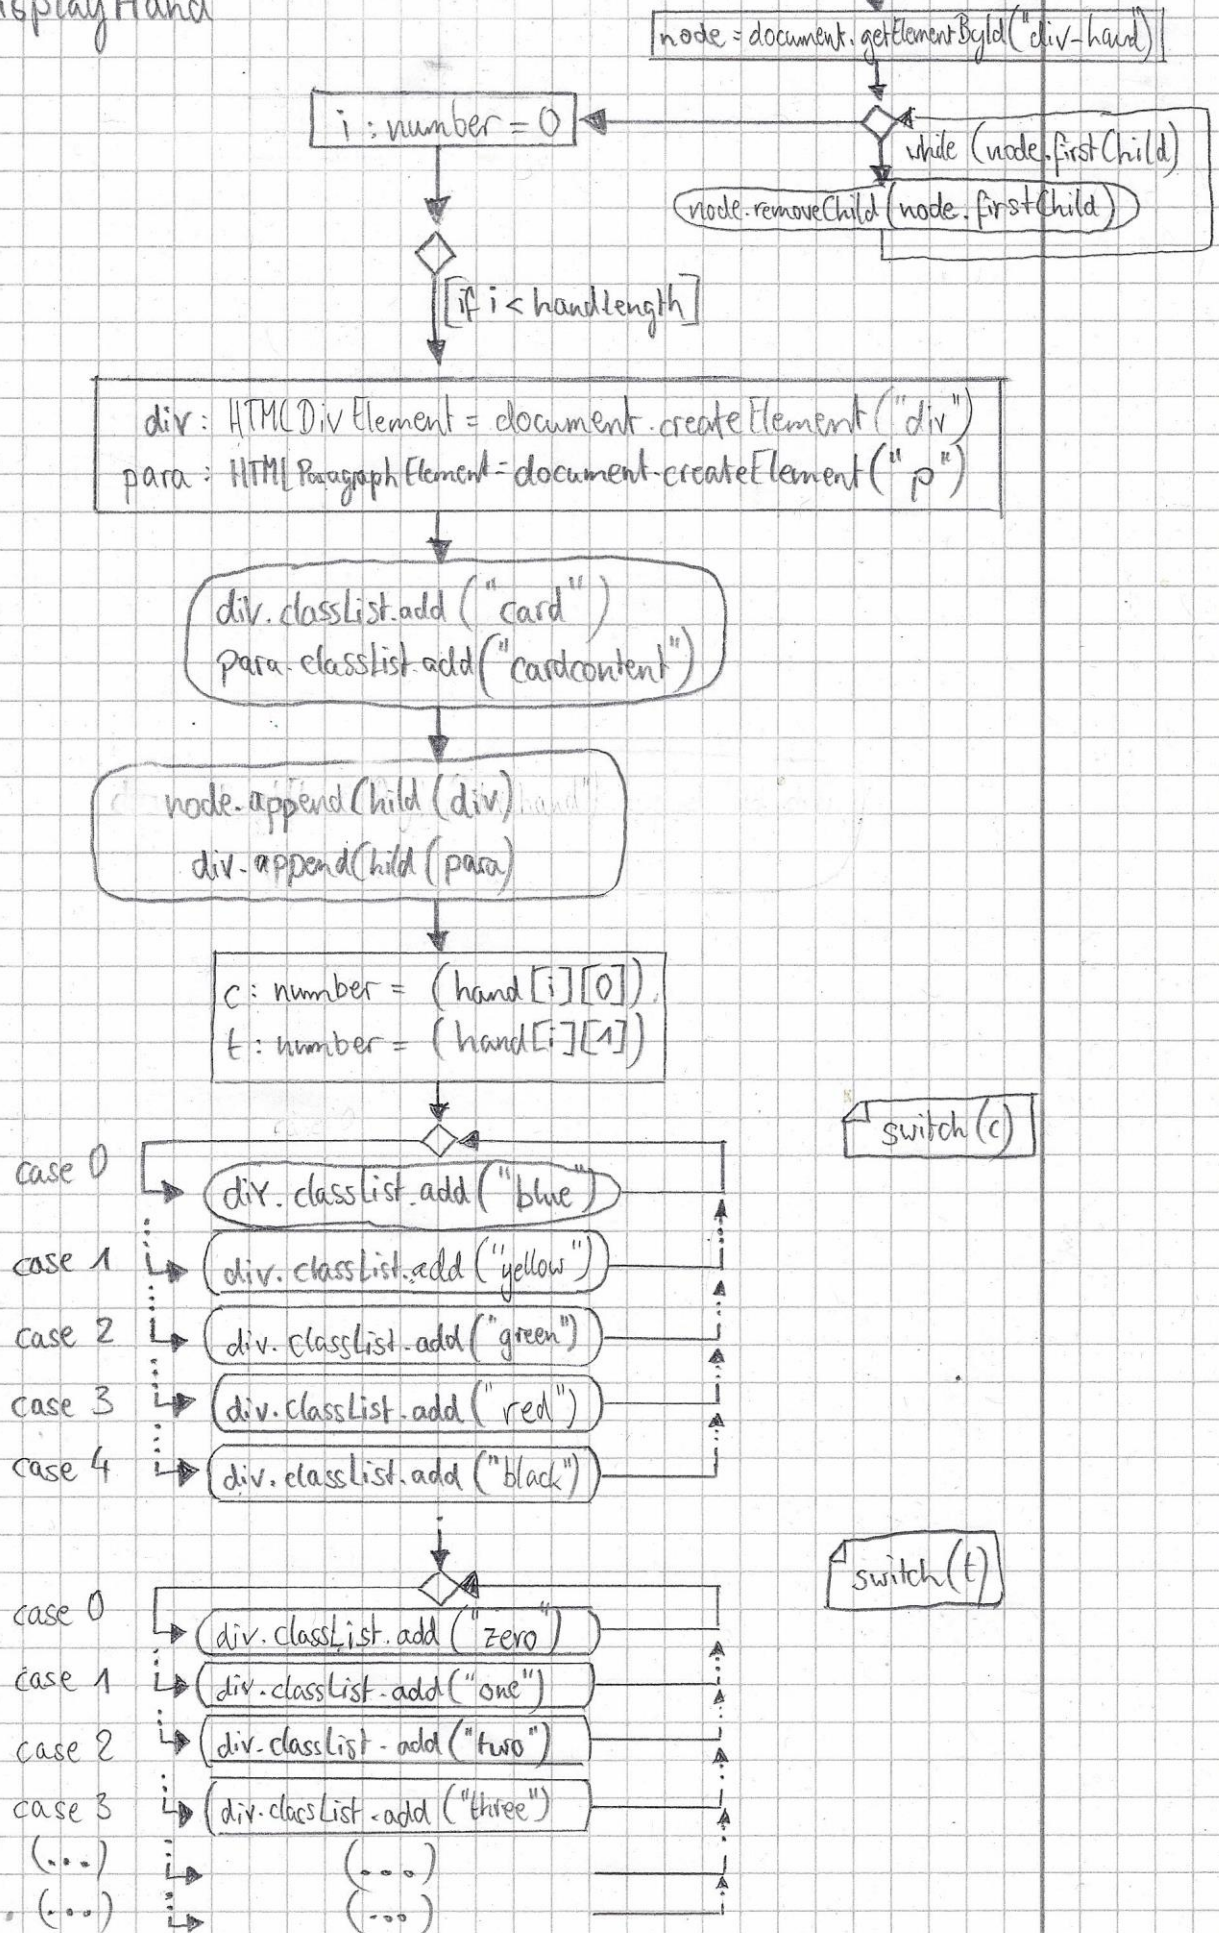 isplayHand
node = document.getElementById("div-hand")
while (node.firstChild)
node.removeChild(node.firstChild)
i : number = 0
[if i < handlength]
div : HTMLDivElement = document.createElement("div")
para : HTMLParagraphElement = document.createElement("p")
div.classList.add("card")
para.classList.add("cardcontent")
node.appendChild(div)
div.appendChild(para)
c : number = (hand[i][0])
t : number = (hand[i][1])
switch(c)
case 0 div.classList.add("blue")
case 1 div.classList.add("yellow")
case 2 div.classList.add("green")
case 3 div.classList.add("red")
case 4 div.classList.add("black")
switch(t)
case 0 div.classList.add("zero")
case 1 div.classList.add("one")
case 2 div.classList.add("two")
case 3 div.classList.add("three")
(...) (...)
(...) (...)